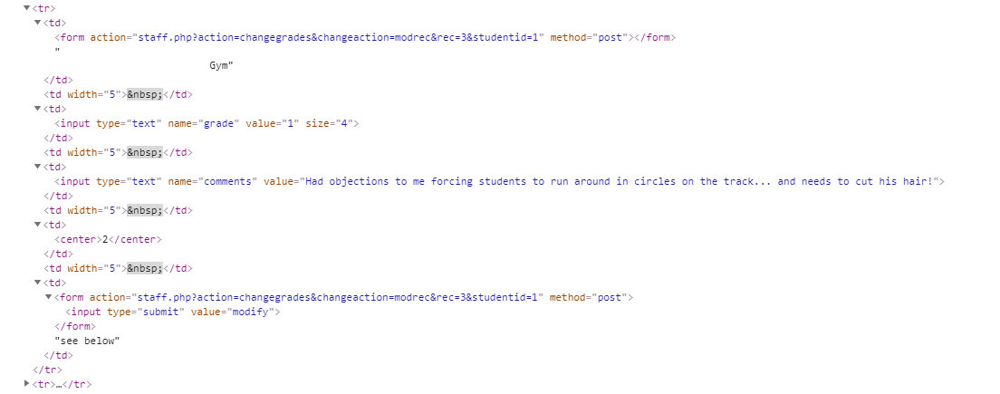 ▼<tr>
▼<td>
<form action="staff.php?action=changegrades&changeaction=modrec&rec=3&studentid=1" method="post"></form>
"
Gym"
</td>
<td width="5">&nbsp;</td>
▼<td>
<input type="text" name="grade" value="1" size="4">
</td>
<td width="5">&nbsp;</td>
▼<td>
<input type="text" name="comments" value="Had objections to me forcing students to run around in circles on the track... and needs to cut his hair!">
</td>
<td width="5">&nbsp;</td>
▼<td>
<center>2</center>
</td>
<td width="5">&nbsp;</td>
▼<td>
▼<form action="staff.php?action=changegrades&changeaction=modrec&rec=3&studentid=1" method="post">
<input type="submit" value="modify">
</form>
"see below"
</td>
</tr>
▶<tr>…</tr>